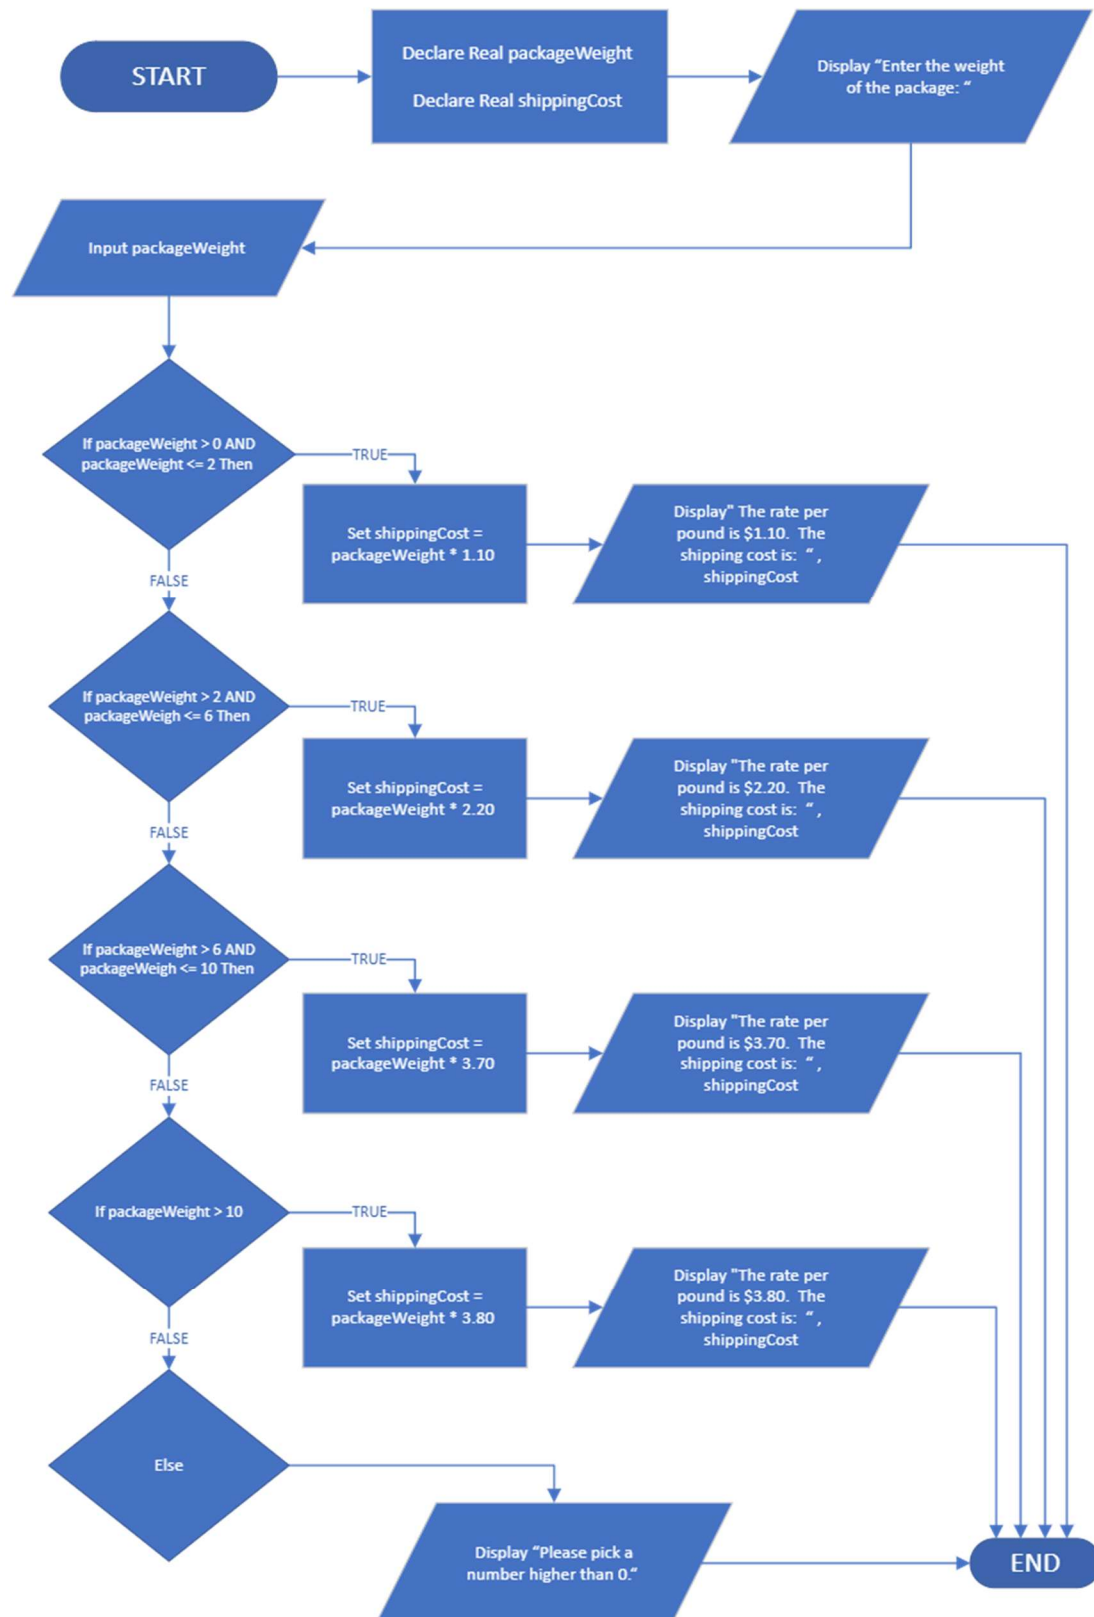 START
Declare Real packageWeight
Declare Real shippingCost
Display “Enter the weight
of the package: “
Input packageWeight
If packageWeight > 0 AND
packageWeight <= 2 Then
TRUE
Set shippingCost =
packageWeight * 1.10
Display" The rate per
pound is $1.10.  The
shipping cost is:  “ ,
shippingCost
FALSE
If packageWeight > 2 AND
packageWeigh <= 6 Then
TRUE
Set shippingCost =
packageWeight * 2.20
Display "The rate per
pound is $2.20.  The
shipping cost is:  “ ,
shippingCost
FALSE
If packageWeight > 6 AND
packageWeigh <= 10 Then
TRUE
Set shippingCost =
packageWeight * 3.70
Display "The rate per
pound is $3.70.  The
shipping cost is:  “ ,
shippingCost
FALSE
If packageWeight > 10
TRUE
Set shippingCost =
packageWeight * 3.80
Display "The rate per
pound is $3.80.  The
shipping cost is:  “ ,
shippingCost
FALSE
Else
Display “Please pick a
number higher than 0.“
END